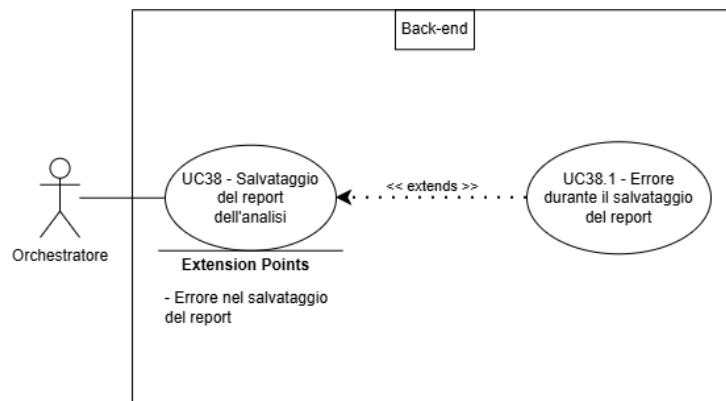 Back-end
UC38 - Salvataggio
del report
dell'analisi
<< extends >>
UC38.1 - Errore
durante il salvataggio
del report
Orchestratore
Extension Points
- Errore nel salvataggio
del report